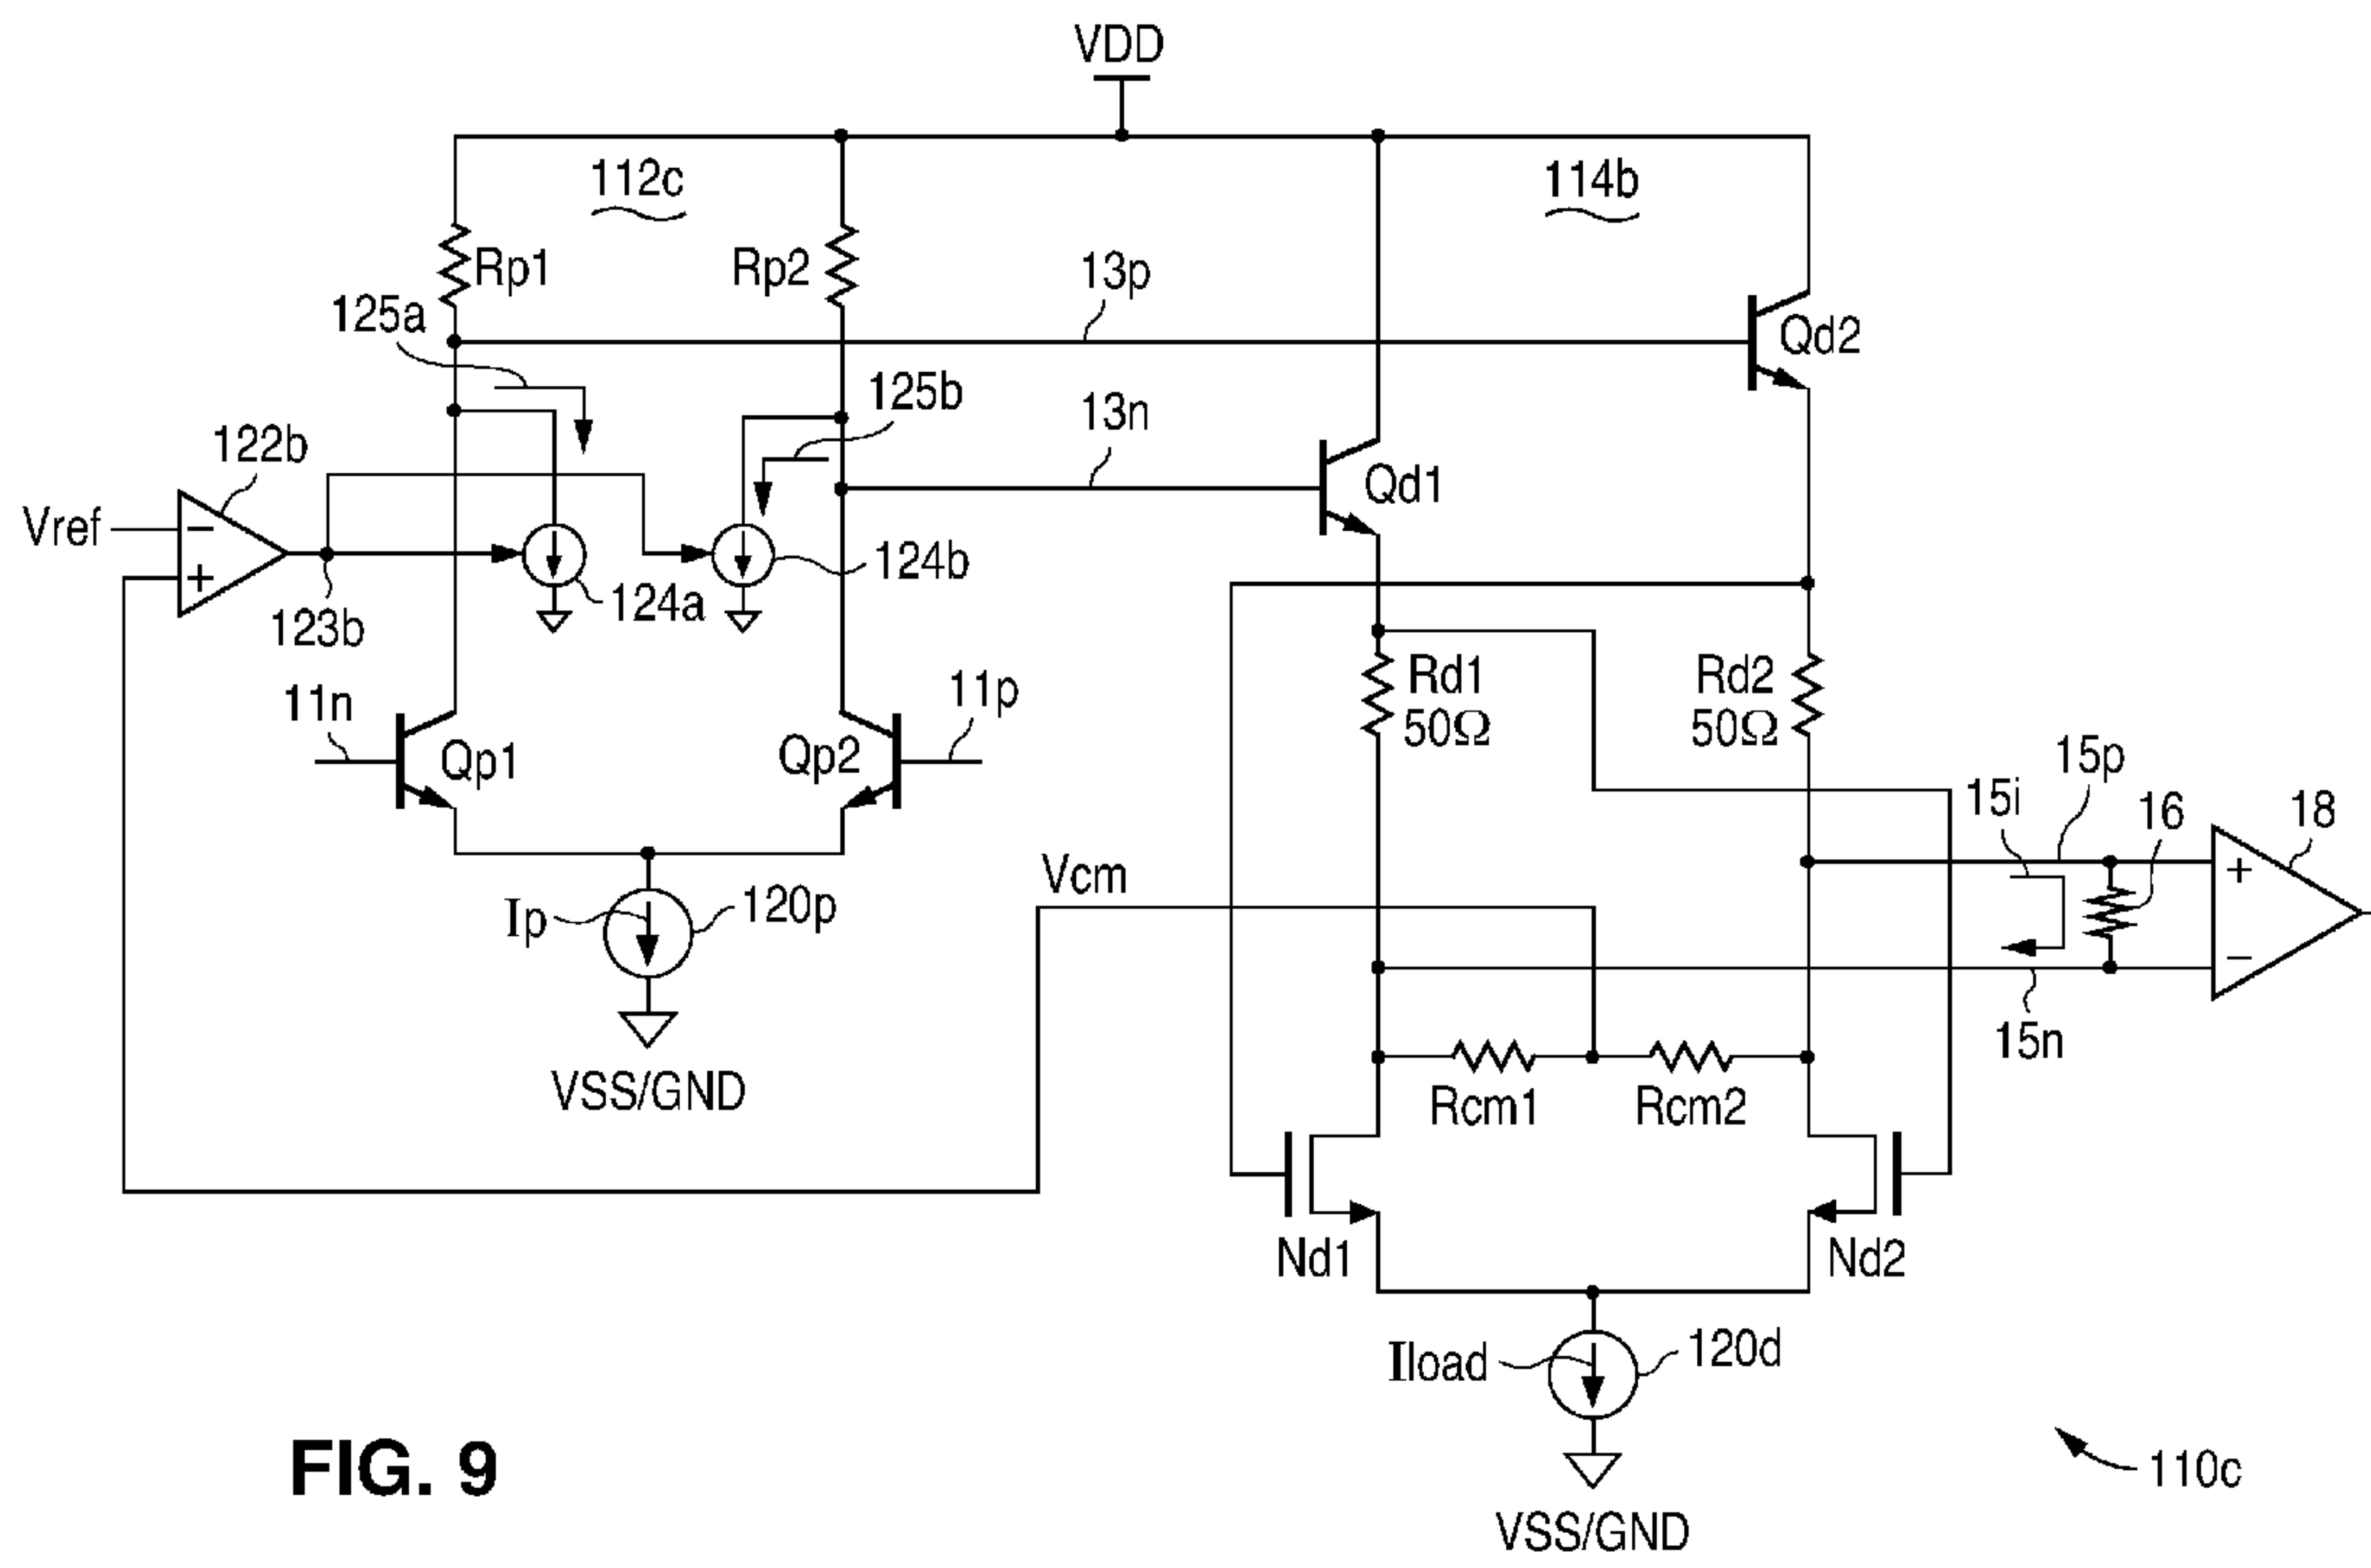 VDD
112c
114b
Rp1
Rp2
13p
125a
Qd2
125b
13n
122b
Qd1
Vref
−
+
123b
124a
124b
11n
11p
Rd1
50Ω
Rd2
50Ω
Qp1
Qp2
15i
15p
16
18
+
−
Vcm
Ip
120p
15n
VSS/GND
Rcm1
Rcm2
Nd1
Nd2
Iload
120d
FIG. 9
110c
VSS/GND